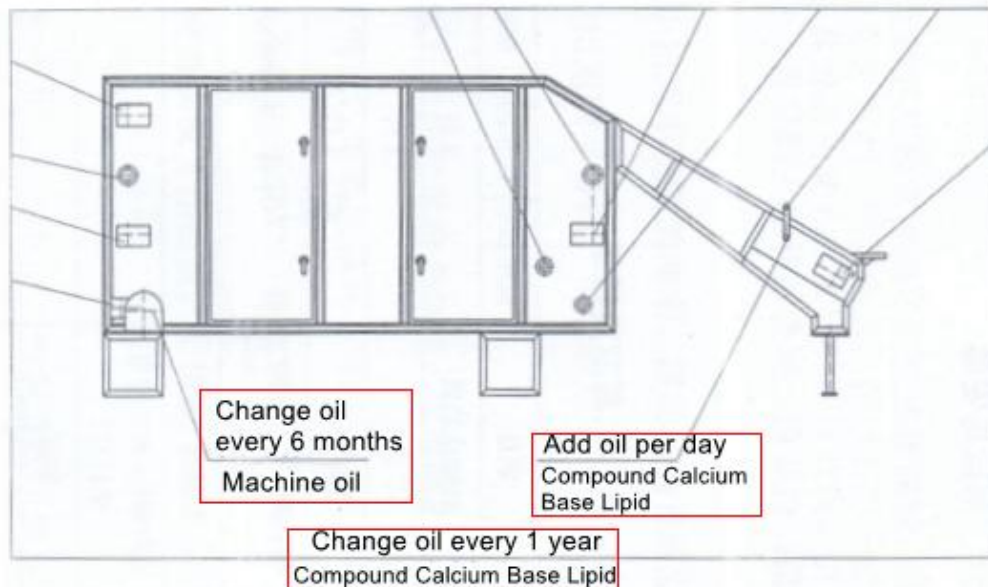 Change oil
every 6 months
Machine oil
Add oil per day
Compound Calcium
Base Lipid
Change oil every 1 year
Compound Calcium Base Lipid